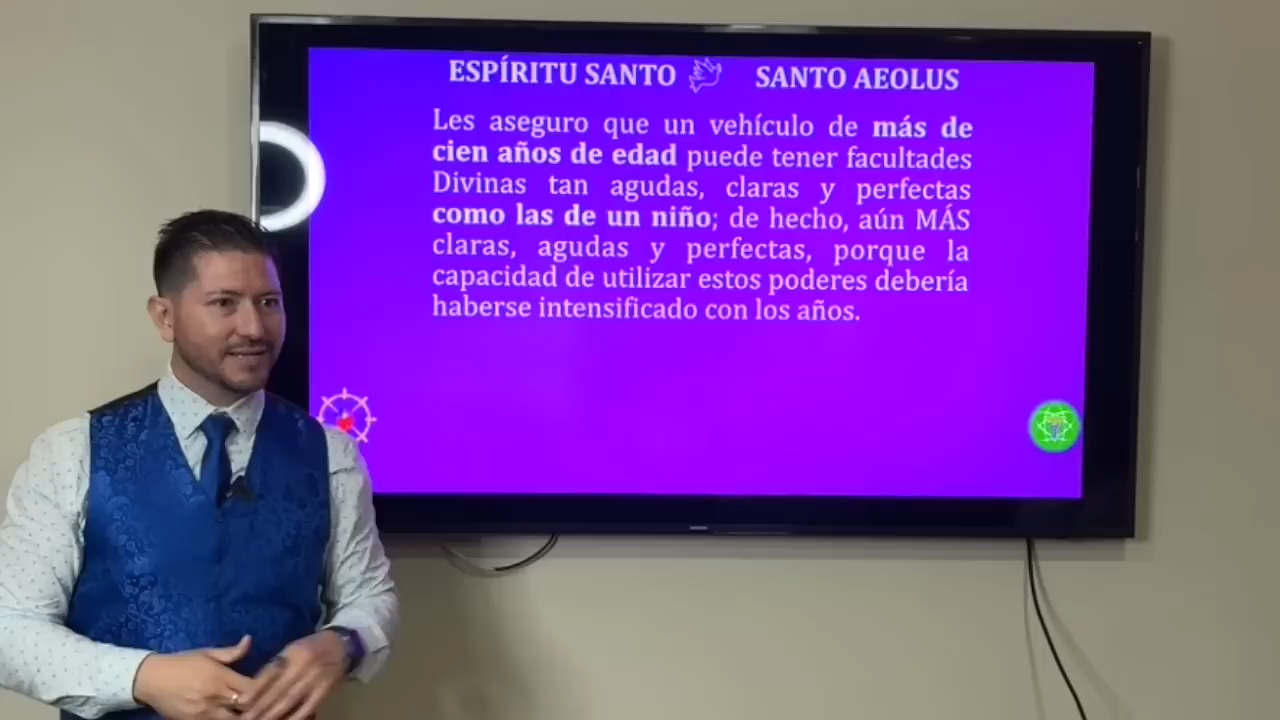 ESPÍRITU SANTO SANTO AEOLUS
Les aseguro que un vehículo de más de
cien años de edad puede tener facultades
Divinas tan agudas, claras y perfectas
como las de un niño; de hecho, aún MÁS
claras, agudas y perfectas, porque la
capacidad de utilizar estos poderes debería
haberse intensificado con los años.